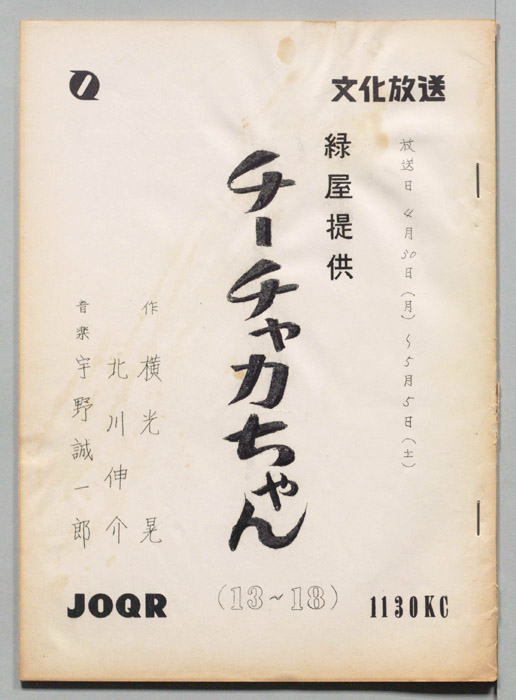 文化放送
放送日 4月30日(月)~5月5日(土)
緑屋提供
チーチャカちゃん
(13~18)
作 横光 晃
北川伸介
音楽 宇野誠一郎
JOQR
1130KC